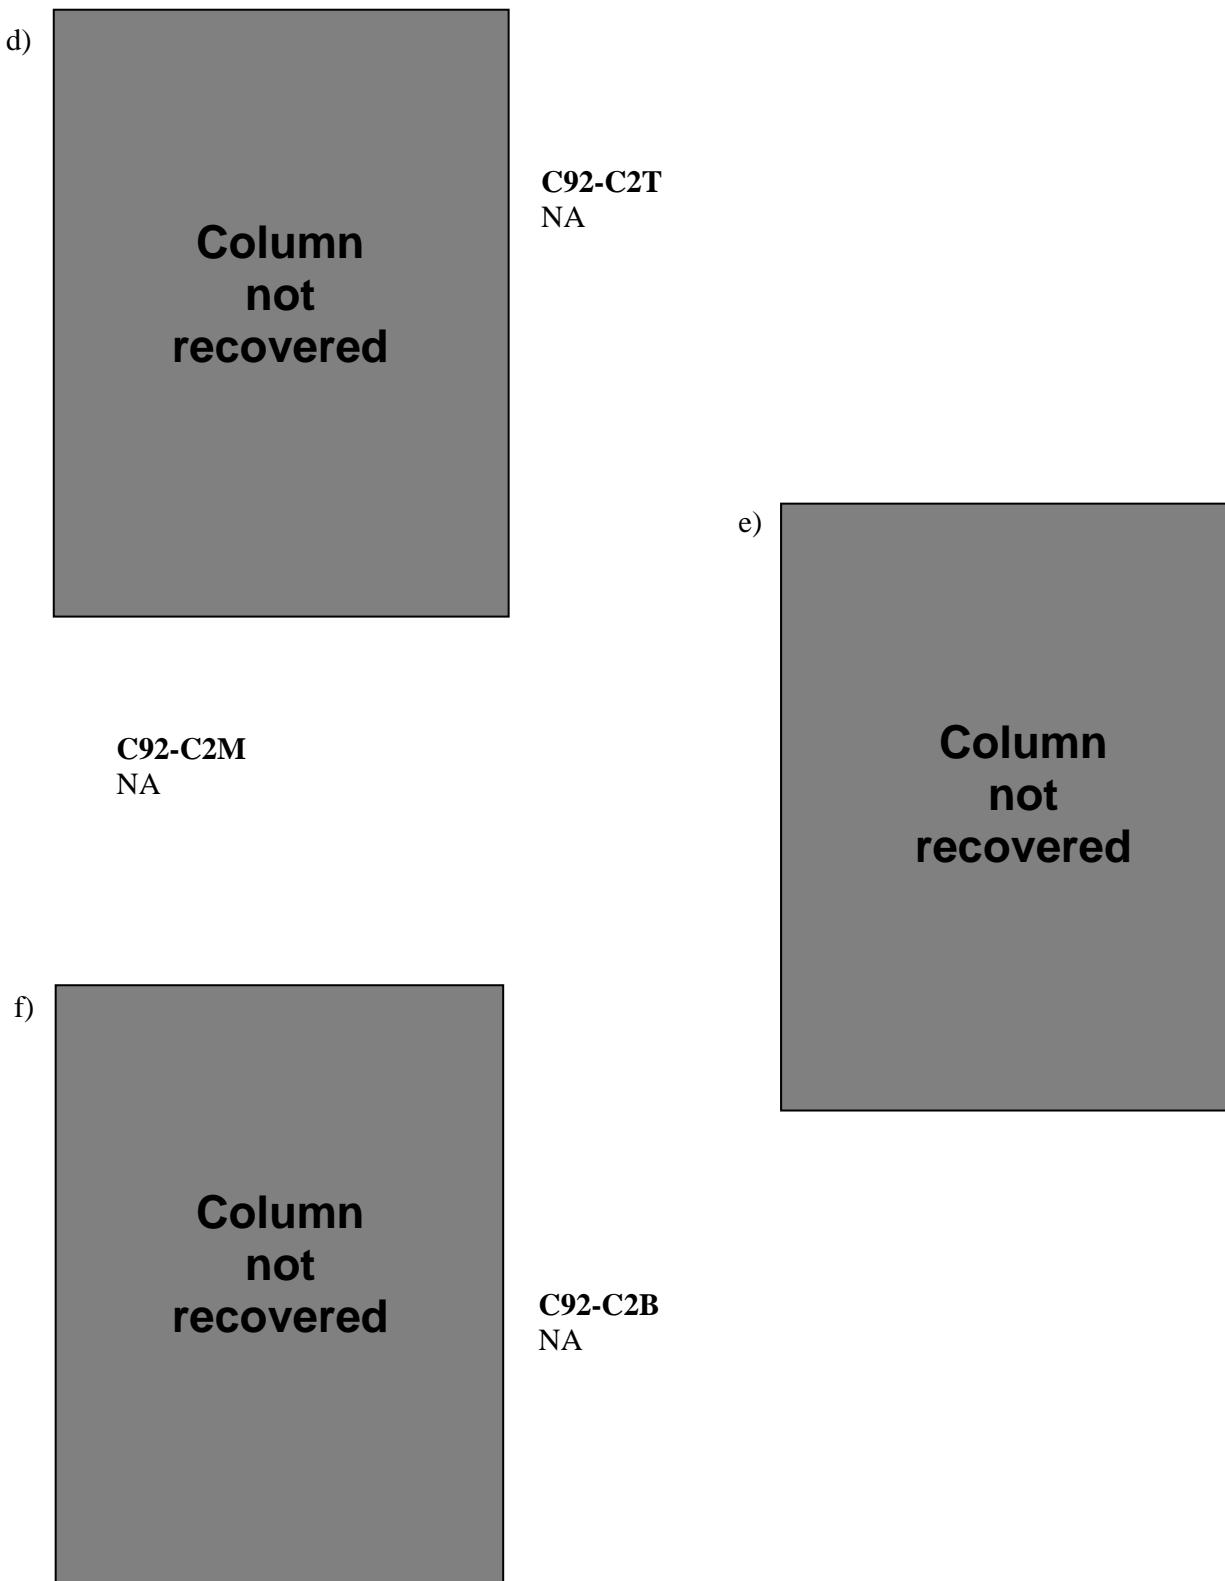 d)
Column
not
recovered
C92-C2T
NA
e)
Column
not
recovered
C92-C2M
NA
f)
Column
not
recovered
C92-C2B
NA